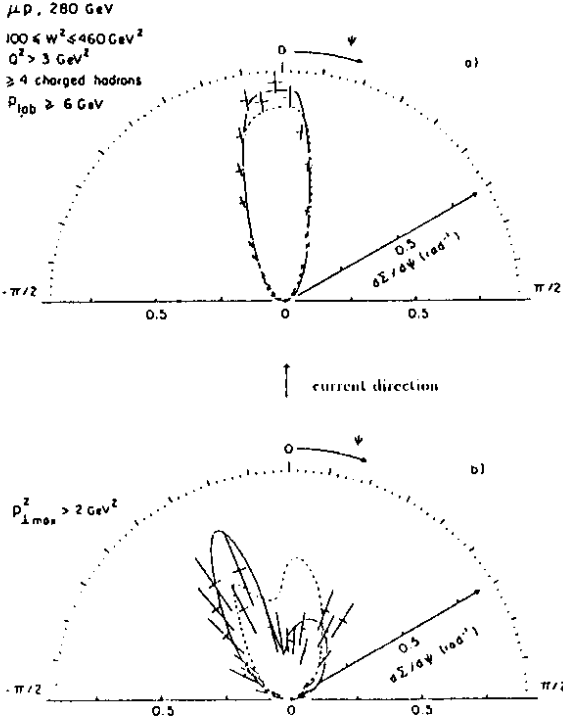 μp, 280 GeV
100 ≤ W² ≤ 460 GeV²
Q² > 3 GeV²
≥ 4 charged hadrons
P_lab ≥ 6 GeV
0
ψ
a)
0.5
dΣ/dψ (rad⁻¹)
-π/2
π/2
0.5
0
0.5
current direction
0
ψ
b)
p²⊥max > 2 GeV²
0.5
dΣ/dψ (rad⁻¹)
-π/2
π/2
0.5
0
0.5